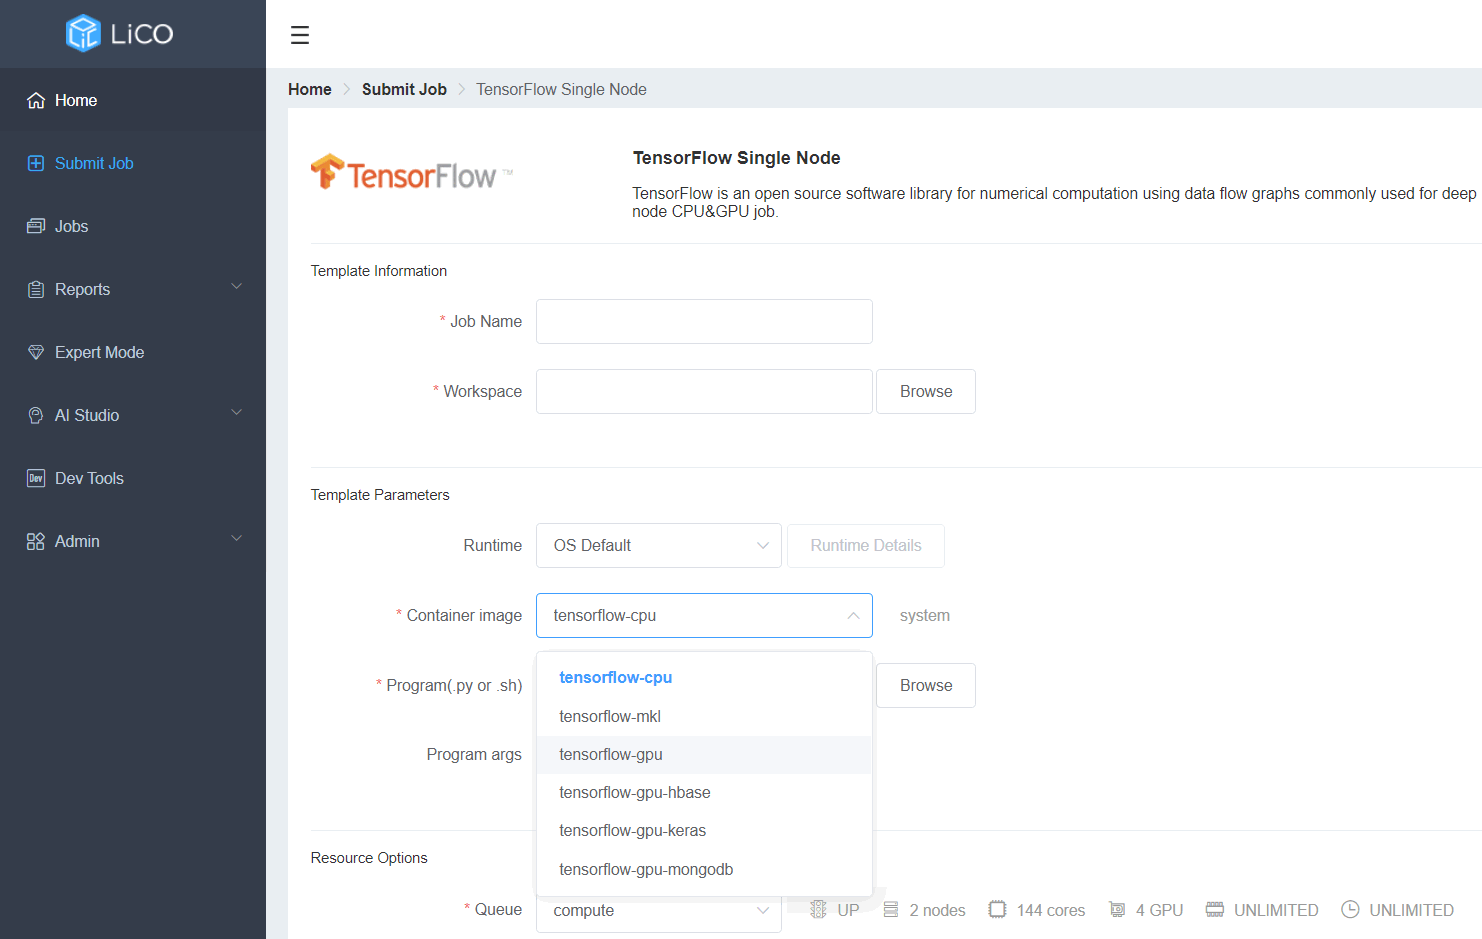 LiCO
Home
Submit Job
Jobs
Reports
Expert Mode
AI Studio
Dev
Dev Tools
Admin
Home > Submit Job > TensorFlow Single Node
TensorFlow ™
TensorFlow Single Node
TensorFlow is an open source software library for numerical computation using data flow graphs commonly used for deep
node CPU&GPU job.
Template Information
* Job Name
* Workspace Browse
Template Parameters
Runtime OS Default Runtime Details
* Container image tensorflow-cpu system
tensorflow-cpu
* Program(.py or .sh) Browse
tensorflow-mkl
Program args tensorflow-gpu
tensorflow-gpu-hbase
tensorflow-gpu-keras
Resource Options
tensorflow-gpu-mongodb
* Queue compute UP 2 nodes 144 cores 4 GPU UNLIMITED UNLIMITED